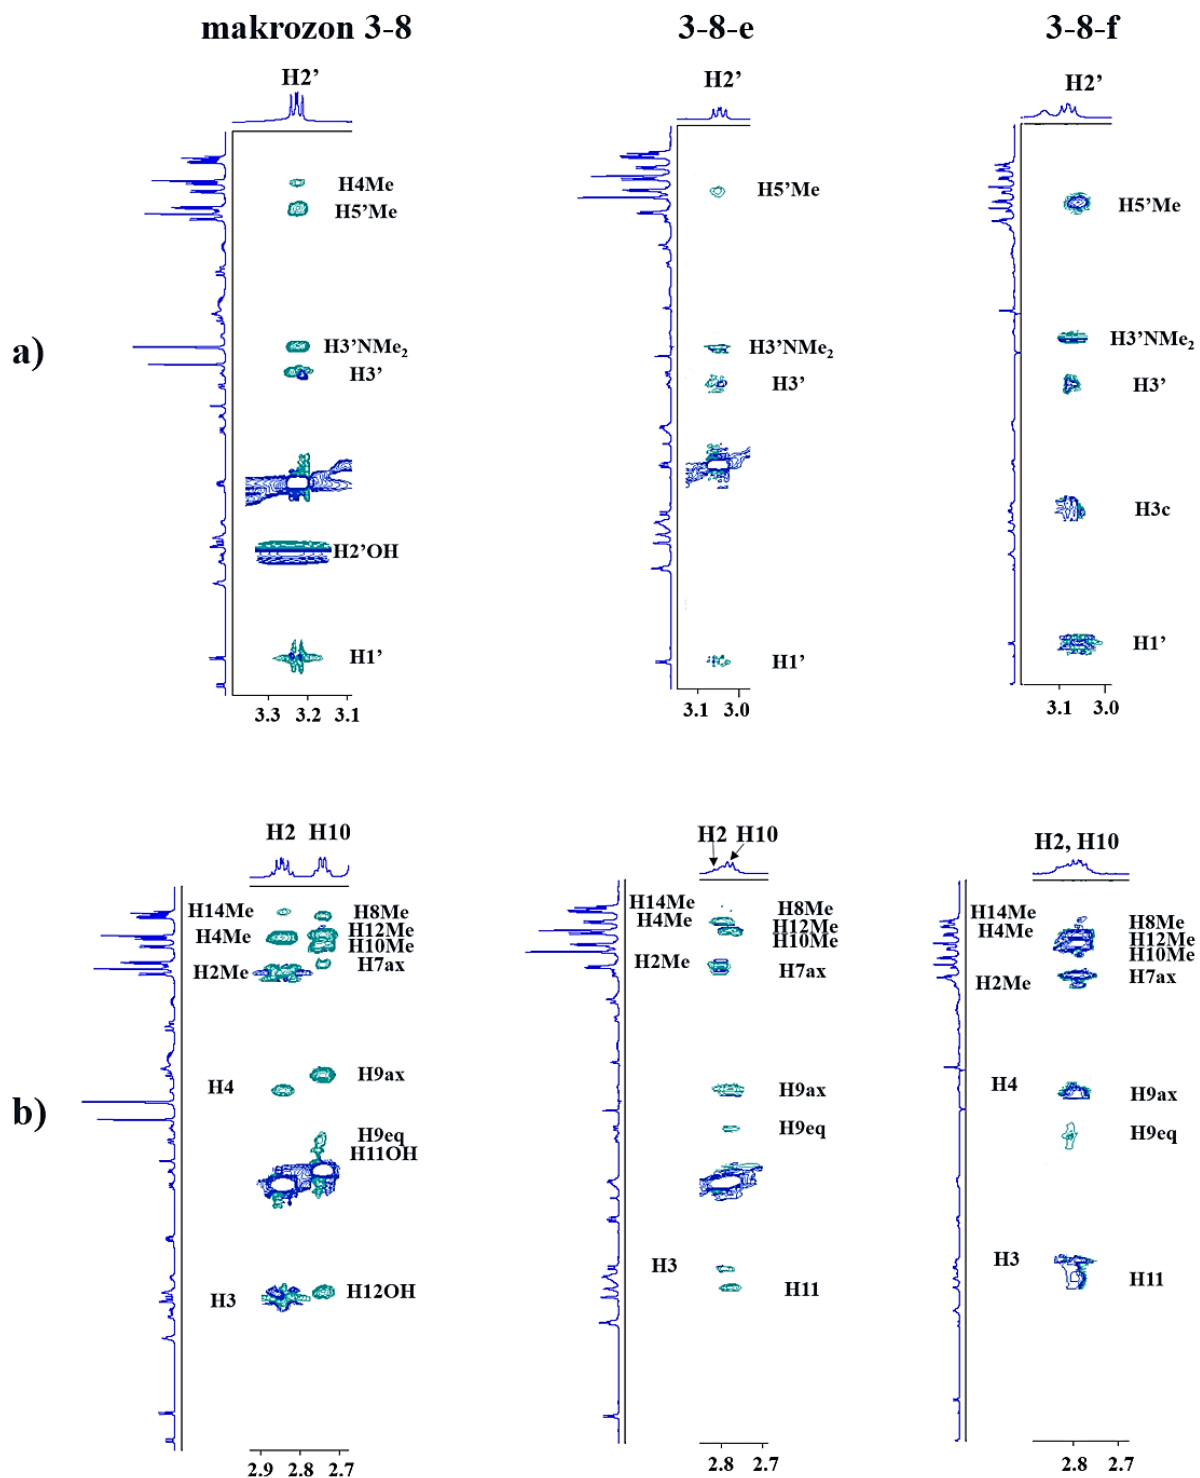 makrozon 3-8 3-8-e 3-8-f
H2’ H2’ H2’
H4Me
H5’Me H5’Me H5’Me
a)
H3’NMe₂ H3’NMe₂ H3’NMe₂
H3’ H3’ H3’
H3c
H2’OH
H1’ H1’ H1’
3.3 3.2 3.1 3.1 3.0 3.1 3.0
H2 H10 H2 H10 H2, H10
H14Me H8Me H14Me H8Me H14Me H8Me
H4Me H12Me H4Me H12Me H4Me H12Me
H10Me H10Me H10Me
H2Me H7ax H2Me H7ax H2Me H7ax
H4 H9ax H9ax H4 H9ax
b)
H9eq H9eq H9eq
H11OH
H3 H12OH H3 H11 H3 H11
2.9 2.8 2.7 2.8 2.7 2.8 2.7